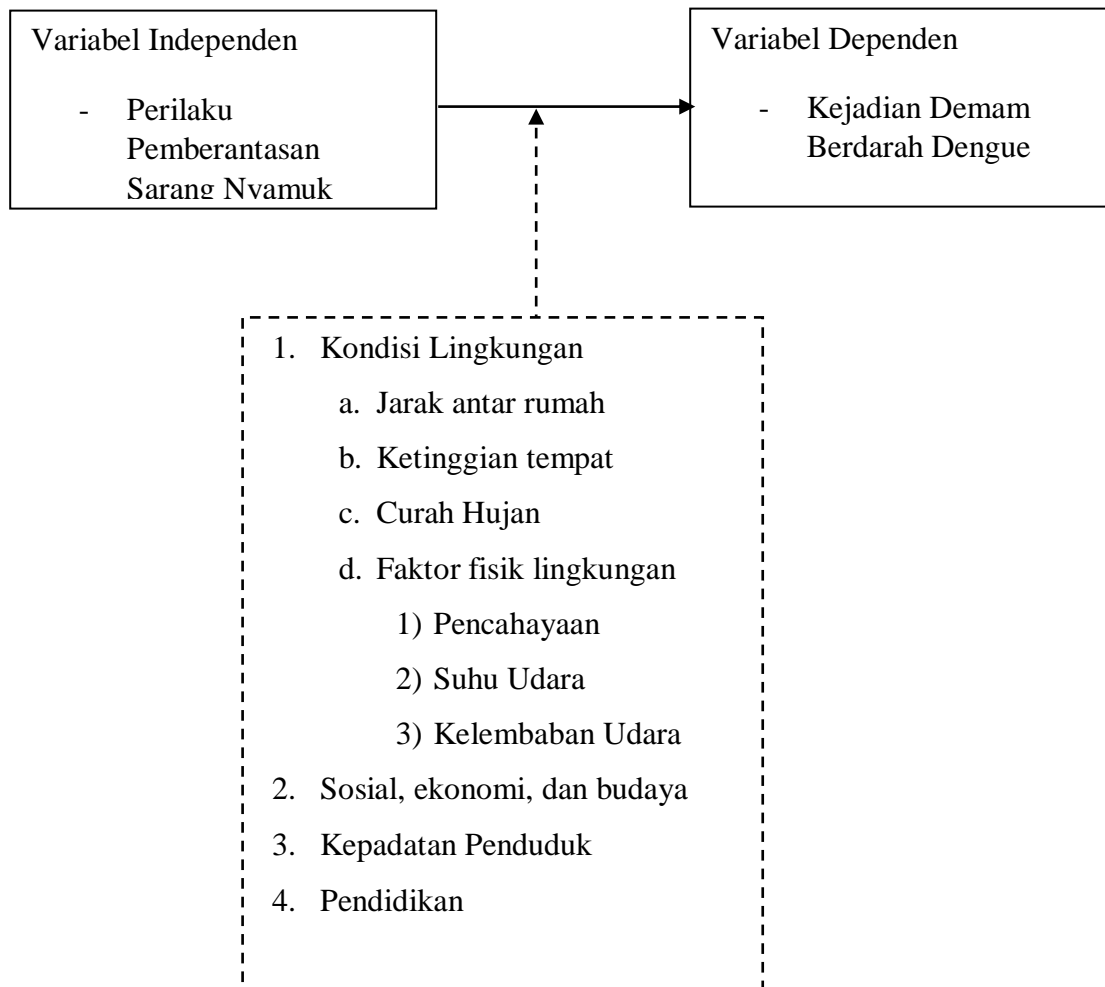 Variabel Independen
- Perilaku
Pemberantasan
Sarang Nyamuk
Variabel Dependen
- Kejadian Demam
Berdarah Dengue
1. Kondisi Lingkungan
a. Jarak antar rumah
b. Ketinggian tempat
c. Curah Hujan
d. Faktor fisik lingkungan
1) Pencahayaan
2) Suhu Udara
3) Kelembaban Udara
2. Sosial, ekonomi, dan budaya
3. Kepadatan Penduduk
4. Pendidikan